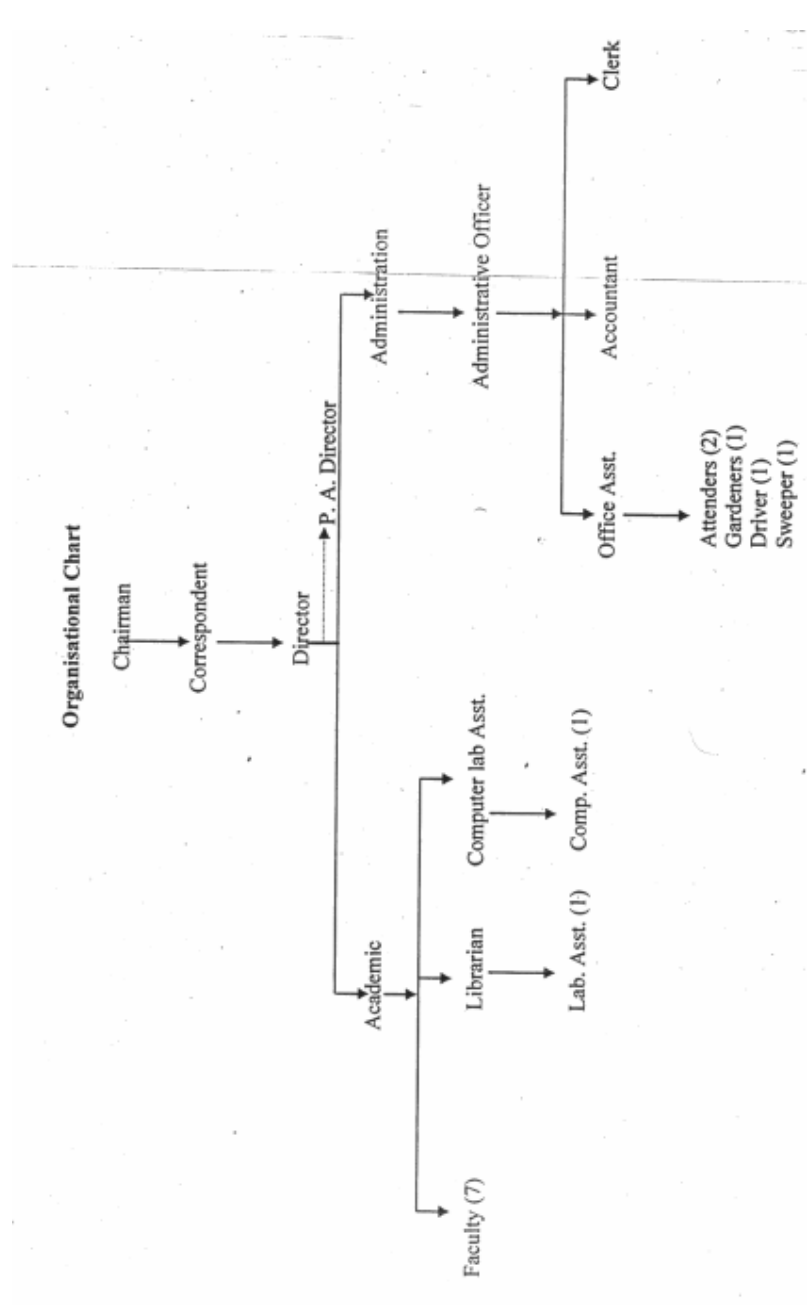 Organisational Chart
Chairman
Correspondent
Director
P. A. Director
Academic
Administration
Faculty (7)
Librarian
Computer lab Asst.
Administrative Officer
Lab. Asst. (1)
Comp. Asst. (1)
Office Asst.
Accountant
Clerk
Attenders (2)
Gardeners (1)
Driver (1)
Sweeper (1)